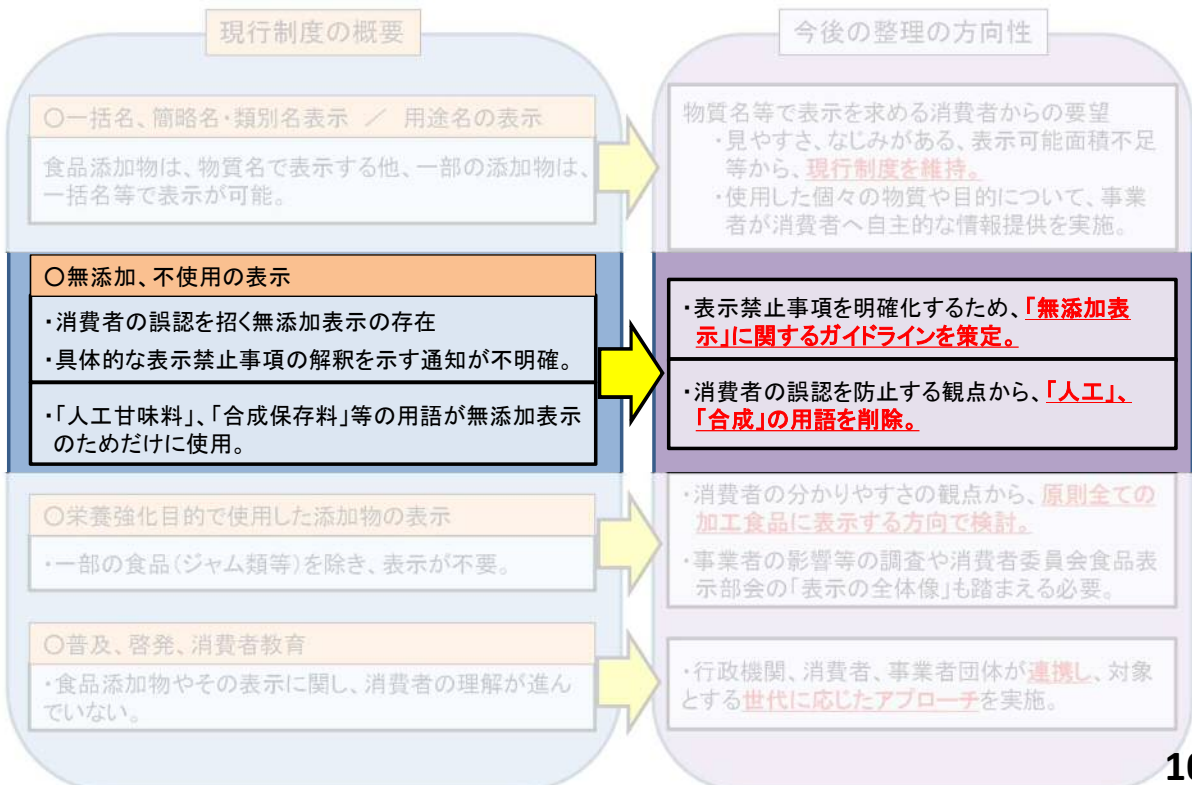 現行制度の概要
今後の整理の方向性
〇一括名、簡略名・類別名表示 ／ 用途名の表示
食品添加物は、物質名で表示する他、一部の添加物は、
一括名等で表示が可能。
物質名等で表示を求める消費者からの要望
・見やすさ、なじみがある、表示可能面積不足
等から、現行制度を維持。
・使用した個々の物質や目的について、事業
者が消費者へ自主的な情報提供を実施。
〇無添加、不使用の表示
・消費者の誤認を招く無添加表示の存在
・具体的な表示禁止事項の解釈を示す通知が不明確。
・「人工甘味料」、「合成保存料」等の用語が無添加表示
のためだけに使用。
・表示禁止事項を明確化するため、「無添加表
示」に関するガイドラインを策定。
・消費者の誤認を防止する観点から、「人工」、
「合成」の用語を削除。
〇栄養強化目的で使用した添加物の表示
・一部の食品(ジャム類等)を除き、表示が不要。
・消費者の分かりやすさの観点から、原則全ての
加工食品に表示する方向で検討。
・事業者の影響等の調査や消費者委員会食品表
示部会の「表示の全体像」も踏まえる必要。
〇普及、啓発、消費者教育
・食品添加物やその表示に関し、消費者の理解が進ん
でいない。
・行政機関、消費者、事業者団体が連携し、対象
とする世代に応じたアプローチを実施。